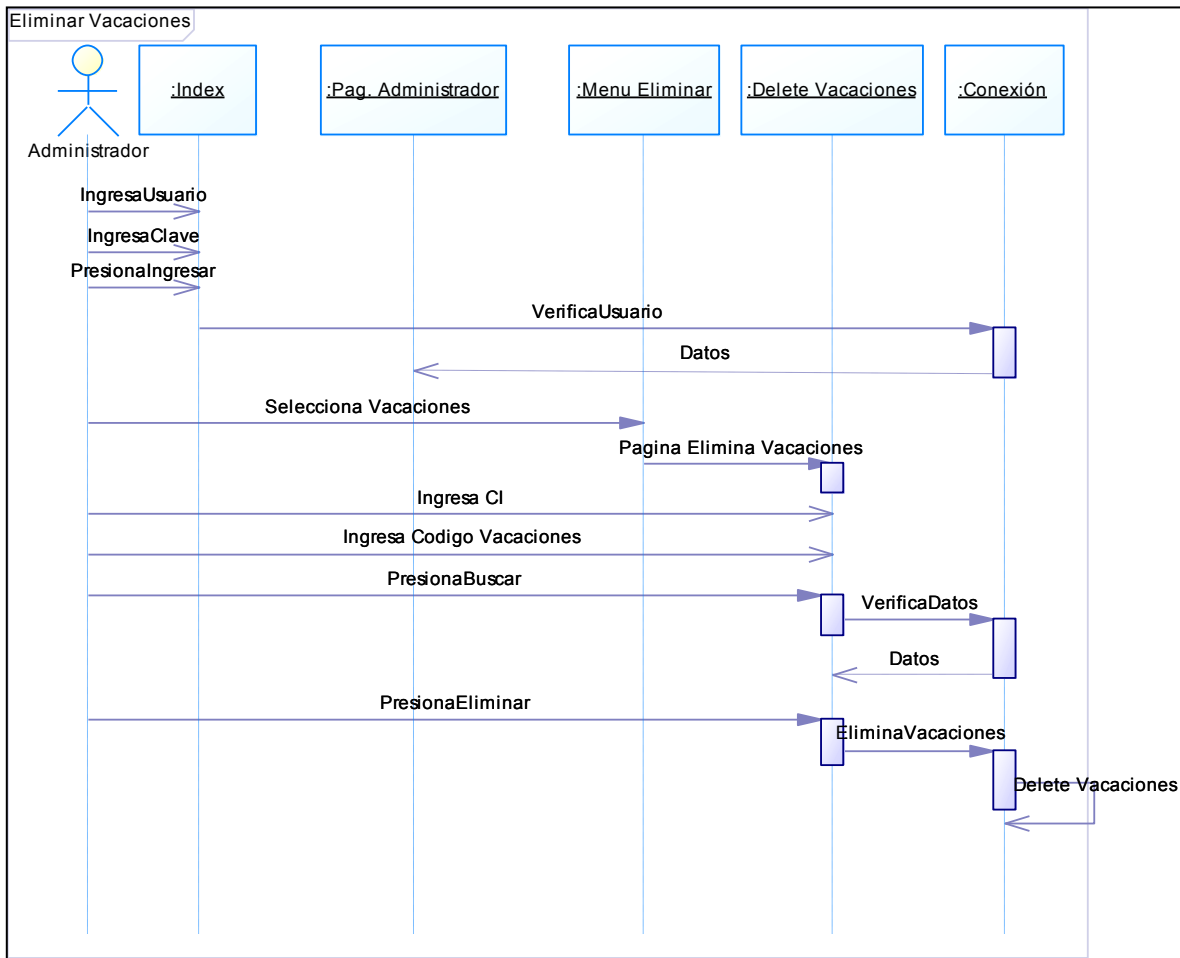 Eliminar Vacaciones
:Index
:Pag. Administrador
:Menu Eliminar
:Delete Vacaciones
:Conexión
Administrador
IngresaUsuario
IngresaClave
PresionaIngresar
VerificaUsuario
Datos
Selecciona Vacaciones
Pagina Elimina Vacaciones
Ingresa CI
Ingresa Codigo Vacaciones
PresionaBuscar
VerificaDatos
Datos
PresionaEliminar
EliminaVacaciones
Delete Vacaciones